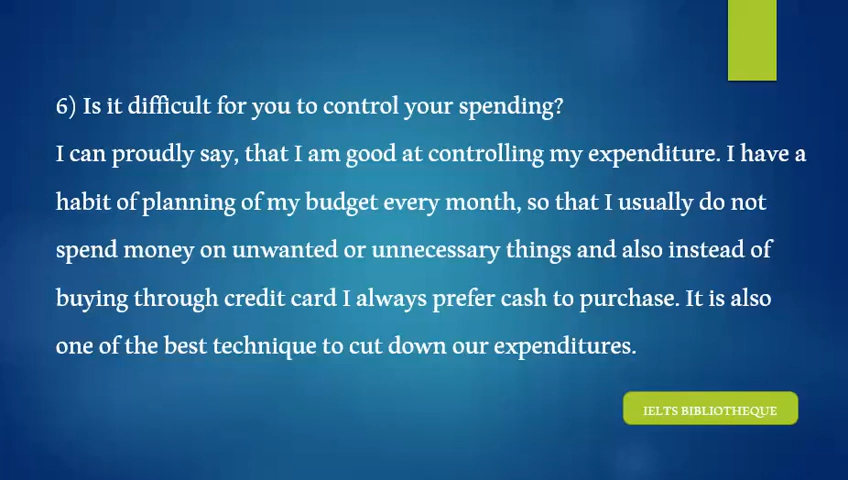 6) Is it difficult for you to control your spending?
I can proudly say, that I am good at controlling my expenditure. I have a
habit of planning of my budget every month, so that I usually do not
spend money on unwanted or unnecessary things and also instead of
buying through credit card I always prefer cash to purchase. It is also
one of the best technique to cut down our expenditures.
IELTS BIBLIOTHEQUE